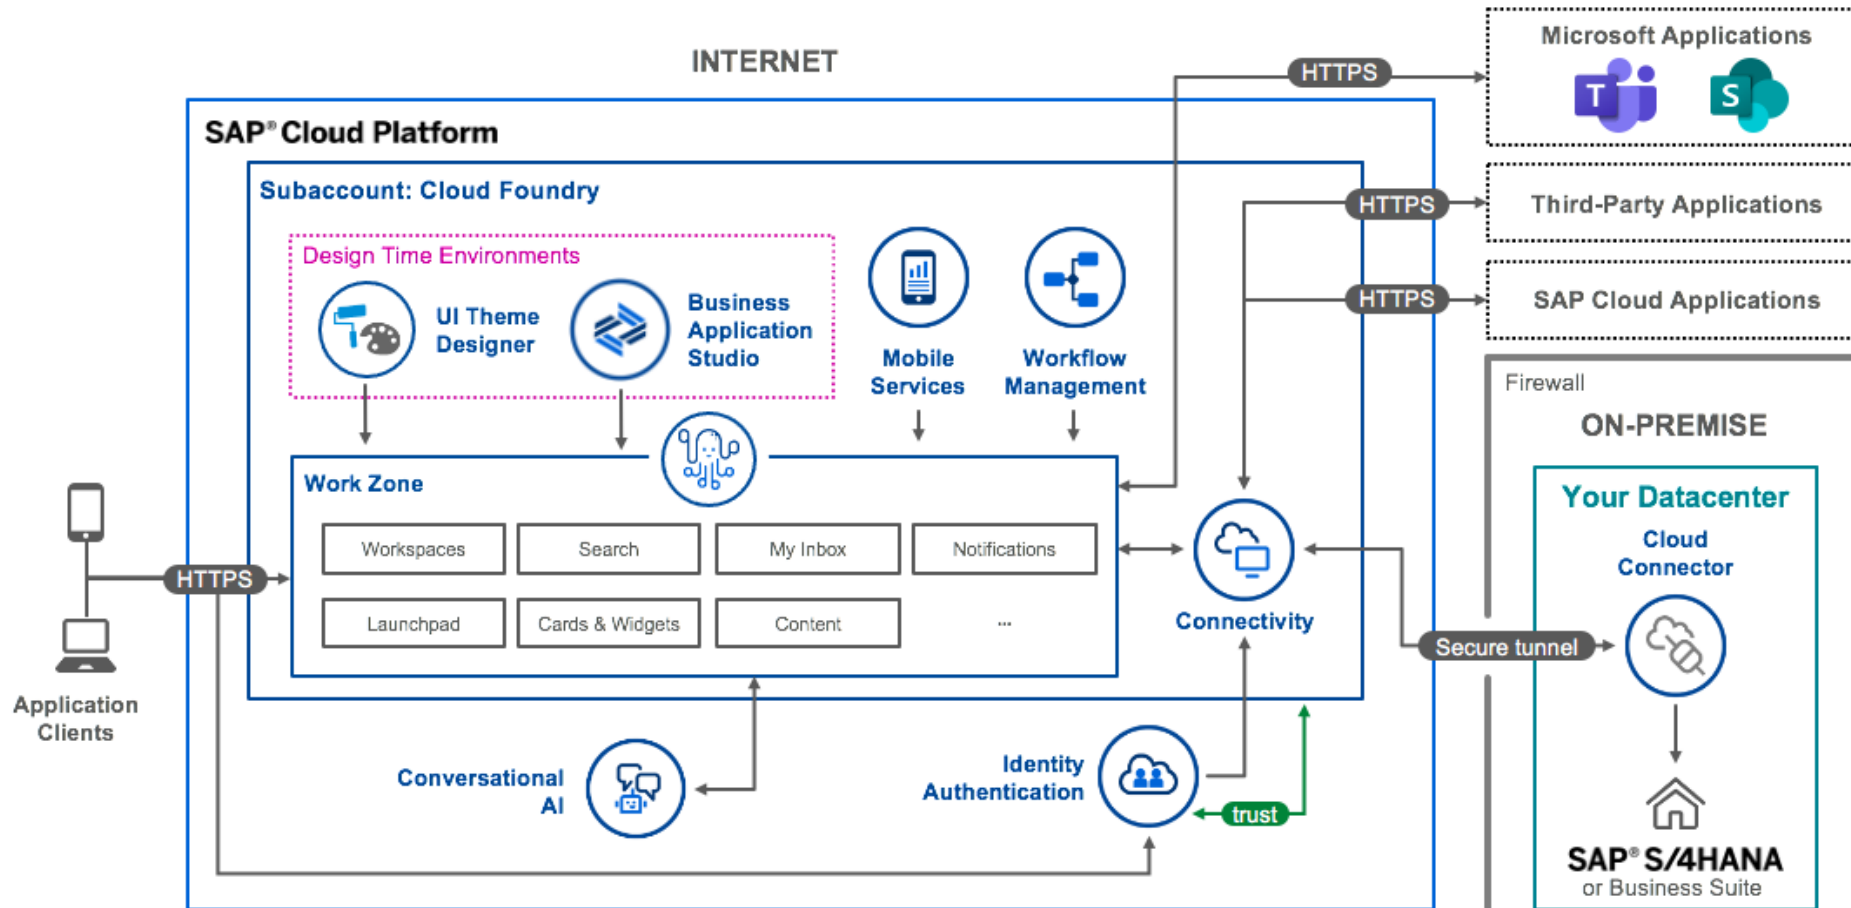 INTERNET
Microsoft Applications
T
S
HTTPS
SAP® Cloud Platform
Subaccount: Cloud Foundry
HTTPS
Third-Party Applications
Design Time Environments
UI Theme
Designer
Business
Application
Studio
Mobile
Services
Workflow
Management
HTTPS
SAP Cloud Applications
Firewall
ON-PREMISE
Work Zone
Workspaces
Search
My Inbox
Notifications
Launchpad
Cards & Widgets
Content
...
HTTPS
Application
Clients
Connectivity
Secure tunnel
Your Datacenter
Cloud
Connector
Conversational
AI
Identity
Authentication
trust
SAP® S/4HANA
or Business Suite